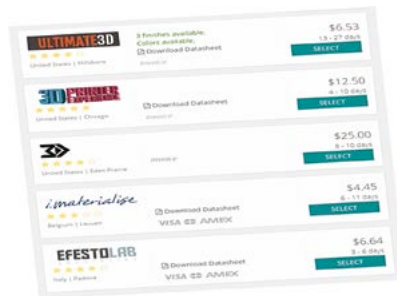 ULTIMATE3D
3 finishes available.
Colors available.
Download Datasheet
$6.53
13 - 27 days
SELECT
United States | Hillsboro
3D PRINTER
Download Datasheet
$12.50
4 - 10 days
SELECT
United States | Chicago
$25.00
8 - 10 days
SELECT
United States | Eden Prairie
i.materialise
Download Datasheet
VISA AMEX
$4.45
6 - 11 days
SELECT
Belgium | Leuven
EFESTOLAB
Download Datasheet
VISA AMEX
$6.64
3 - 6 days
SELECT
Italy | Padova